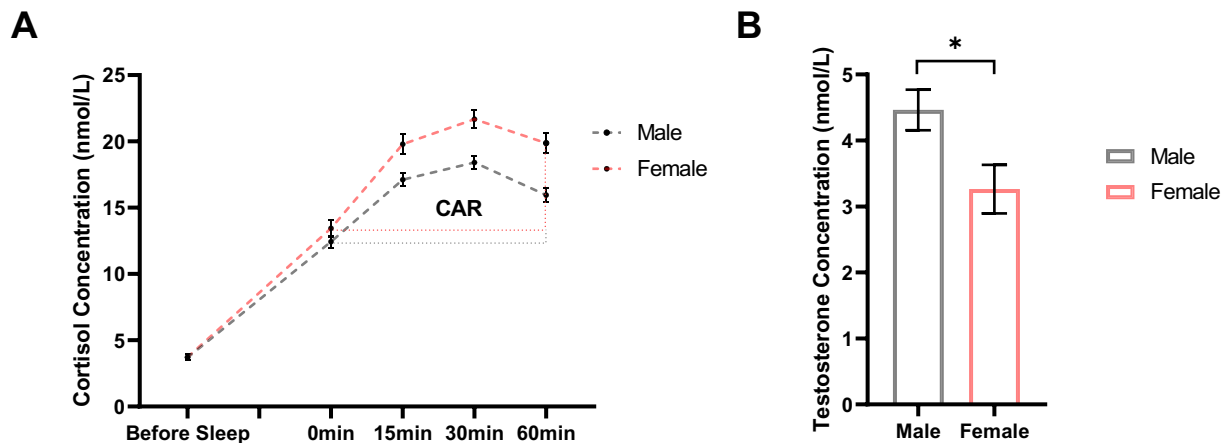 A
Cortisol Concentration (nmol/L)
25
20
15
10
5
0
CAR
Before Sleep 0min 15min 30min 60min
Male
Female
B
Testosterone Concentration (nmol/L)
5
4
3
2
1
0
*
Male Female
Male
Female